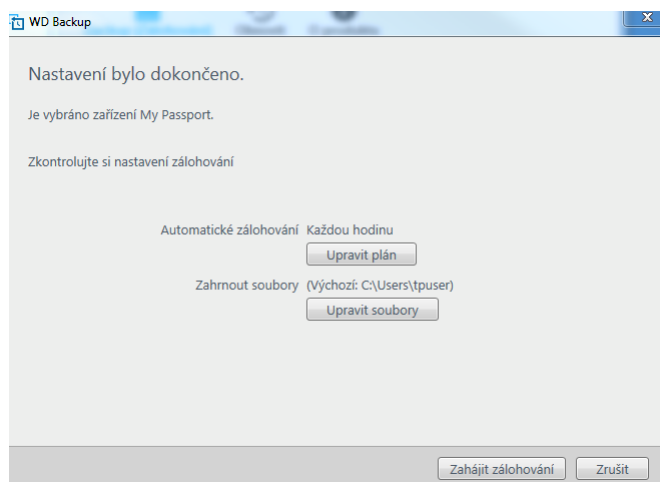 WD Backup
Nastavení bylo dokončeno.
Je vybráno zařízení My Passport.
Zkontrolujte si nastavení zálohování
Automatické zálohování Každou hodinu
Upravit plán
Zahrnout soubory (Výchozí: C:\Users\tpuser)
Upravit soubory
Zahájit zálohování Zrušit